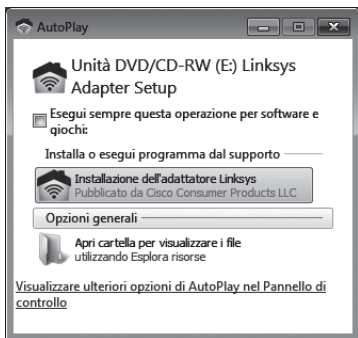 AutoPlay
Unità DVD/CD-RW (E:) Linksys
Adapter Setup
Esegui sempre questa operazione per software e
giochi:
Installa o esegui programma dal supporto
Installazione dell'adattatore Linksys
Pubblicato da Cisco Consumer Products LLC
Opzioni generali
Apri cartella per visualizzare i file
utilizzando Esplora risorse
Visualizzare ulteriori opzioni di AutoPlay nel Pannello di
controllo